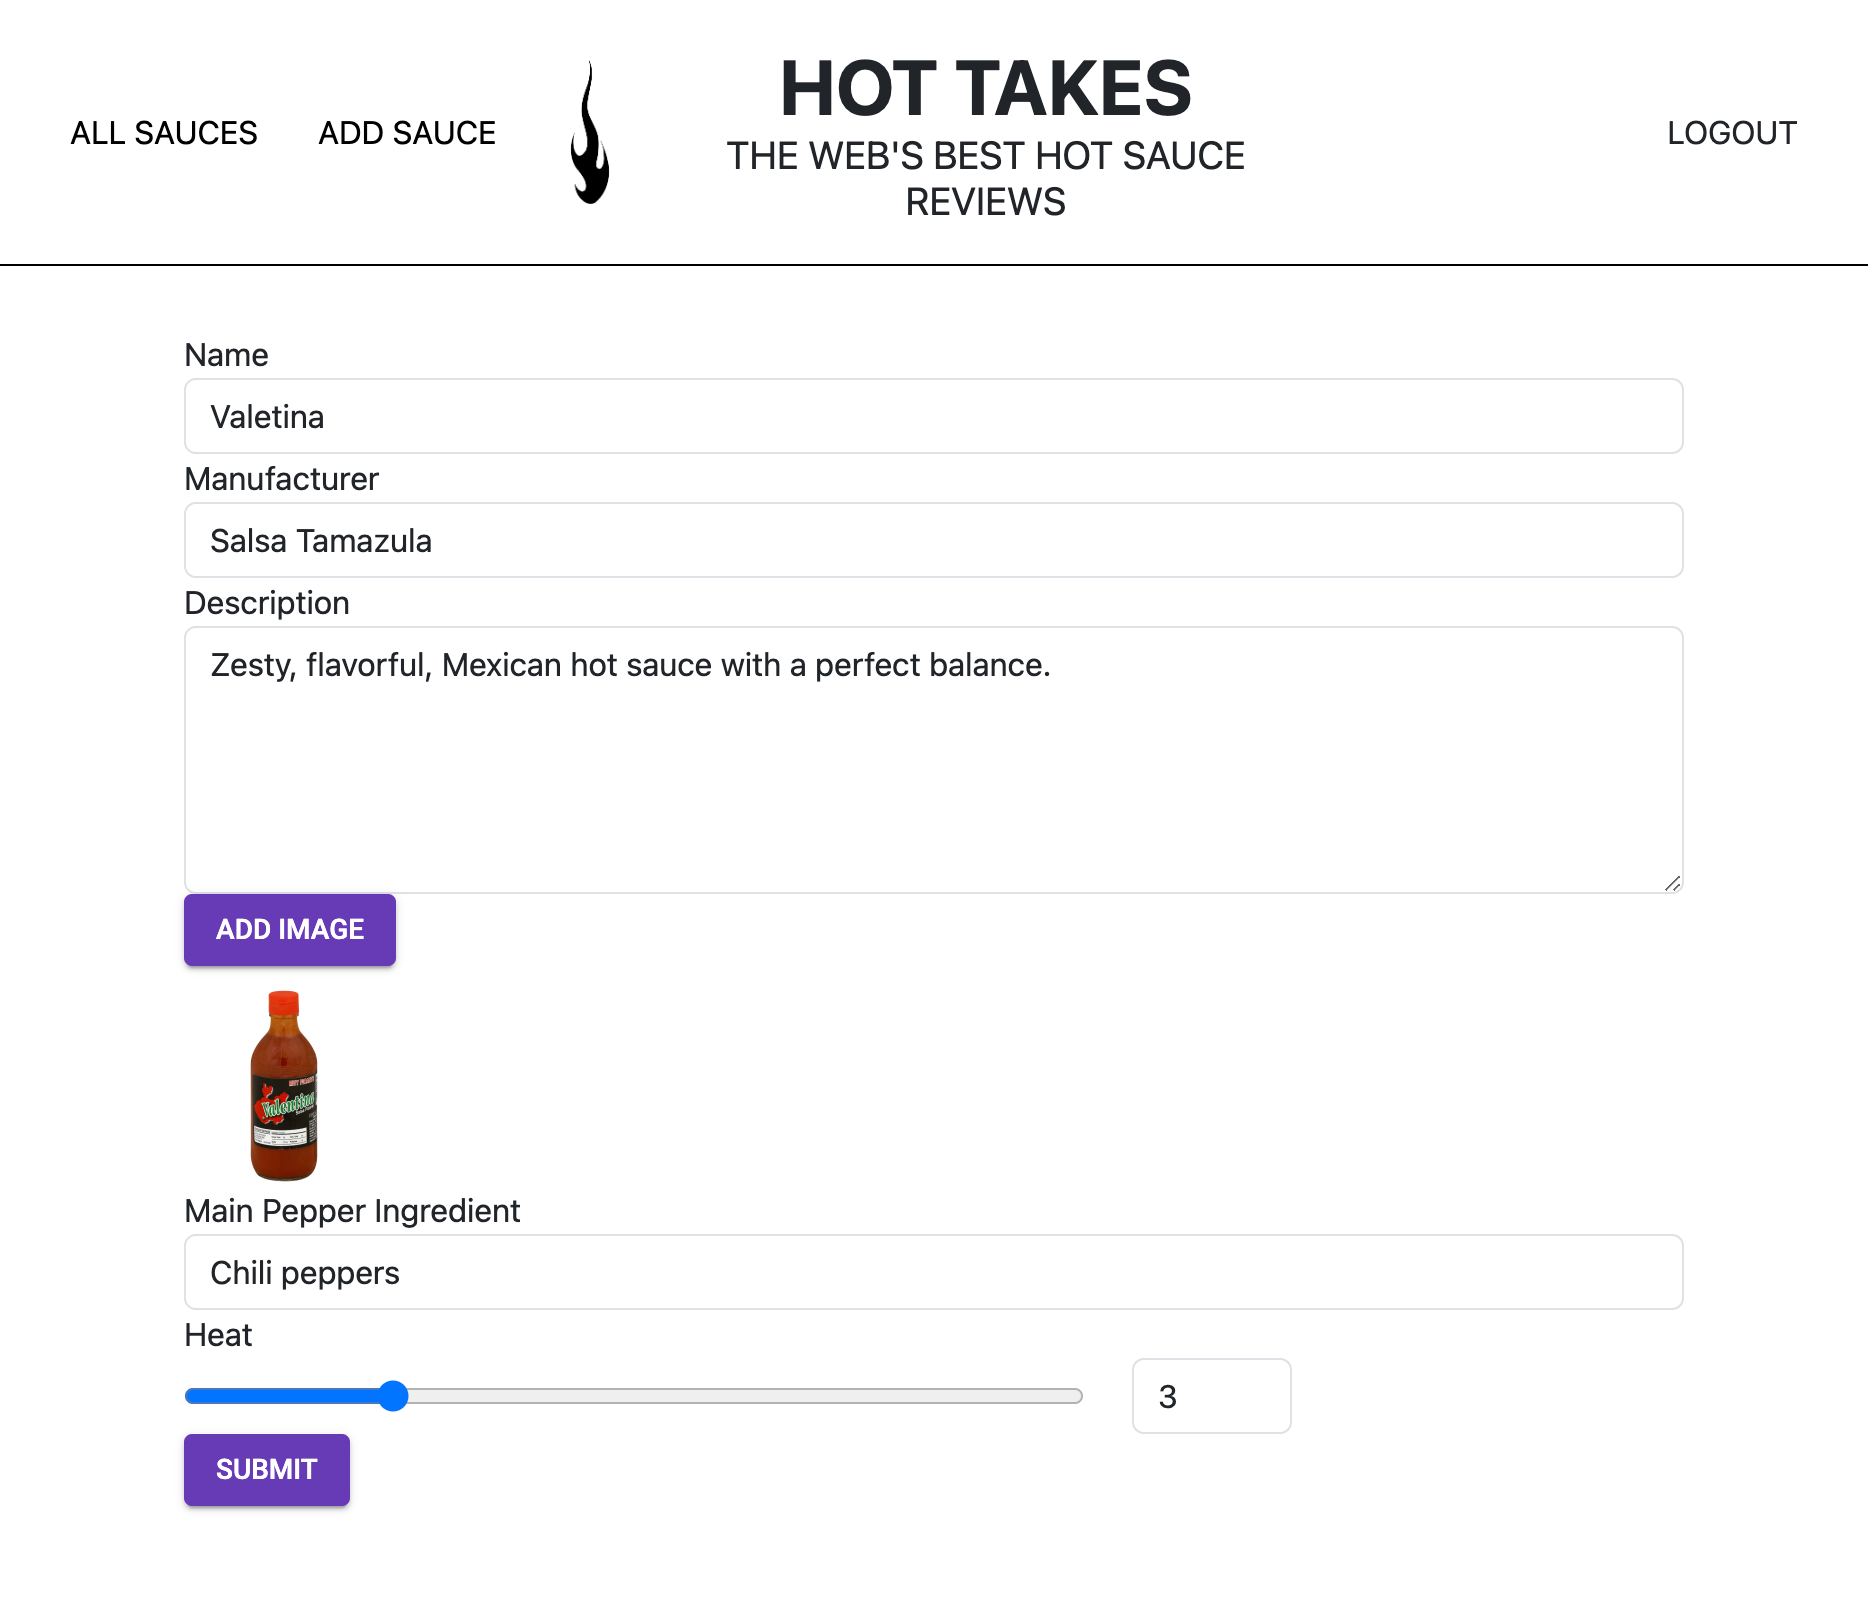 ALL SAUCES
ADD SAUCE
HOT TAKES
THE WEB'S BEST HOT SAUCE
REVIEWS
LOGOUT
Name
Valetina
Manufacturer
Salsa Tamazula
Description
Zesty, flavorful, Mexican hot sauce with a perfect balance.
ADD IMAGE
Valentina
Main Pepper Ingredient
Chili peppers
Heat
3
SUBMIT